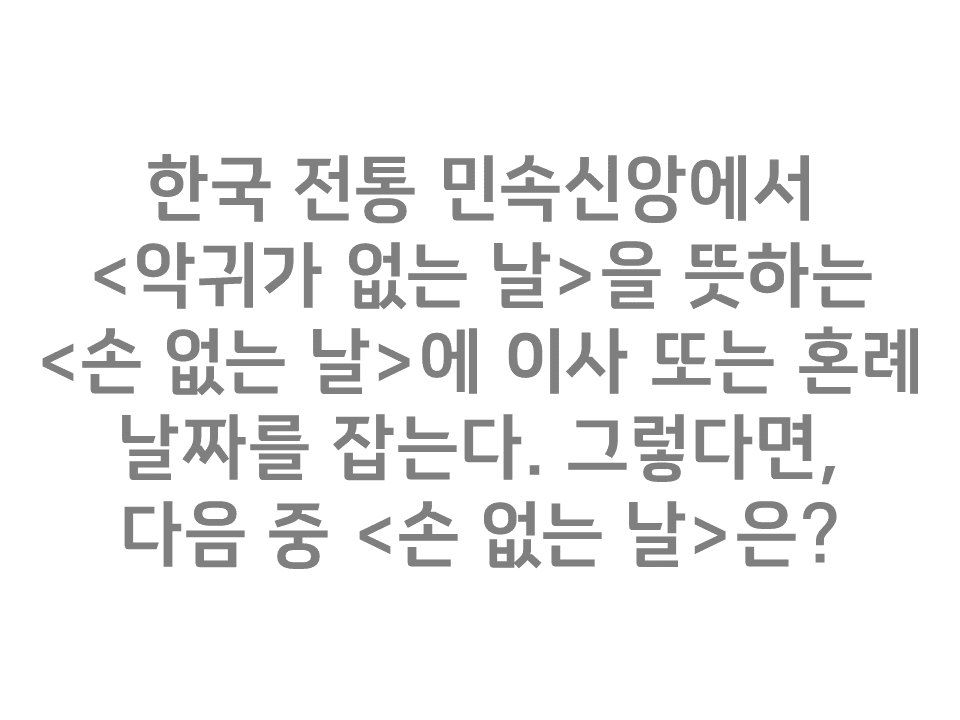 한국 전통 민속신앙에서
<악귀가 없는 날>을 뜻하는
<손 없는 날>에 이사 또는 혼례
날짜를 잡는다. 그렇다면,
다음 중 <손 없는 날>은?